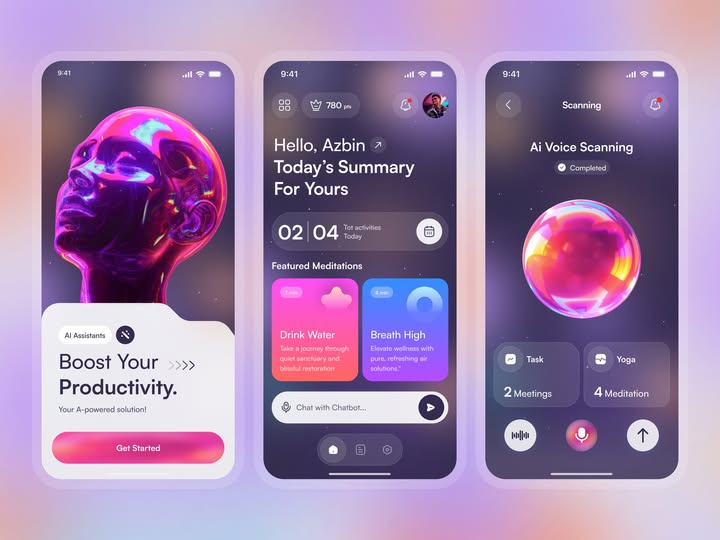 9:41
AI Assistants
Boost Your
Productivity.
Your A-powered solution!
Get Started
9:41
780 pts
Hello, Azbin
Today's Summary
For Yours
02 04
Tot activities
Today
Featured Meditations
4 min
Drink Water
Breath High
Take a journey through
quiet sanctuary and
blissful restoration
Elevate wellness with
pure, refreshing air
solutions."
Chat with Chatbot...
9:41
Scanning
Ai Voice Scanning
Completed
Task
2 Meetings
Yoga
4 Meditation